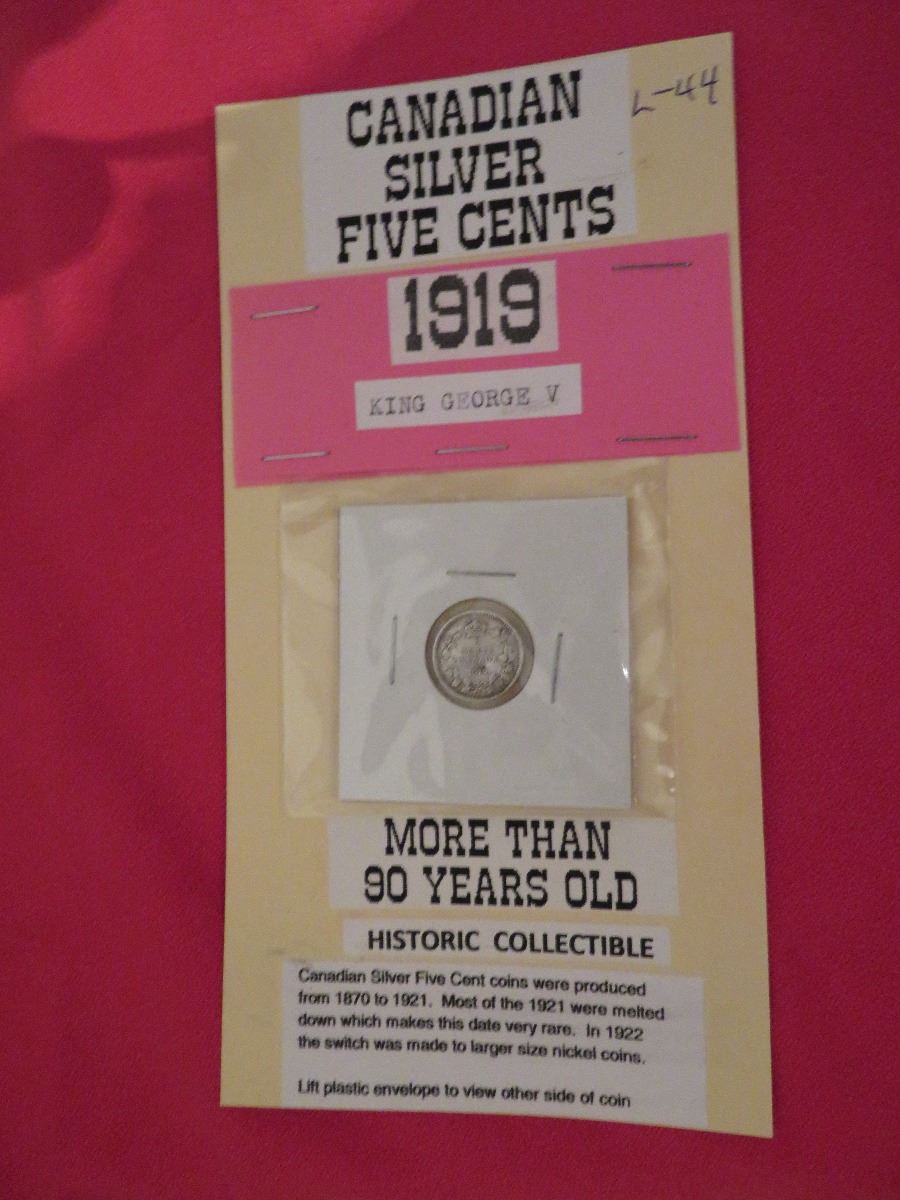 L-44
CANADIAN
SILVER
FIVE CENTS
1919
KING GEORGE V
MORE THAN
90 YEARS OLD
HISTORIC COLLECTIBLE
Canadian Silver Five Cent coins were produced
from 1870 to 1921. Most of the 1921 were melted
down which makes this date very rare. In 1922
the switch was made to larger size nickel coins.
Lift plastic envelope to view other side of coin